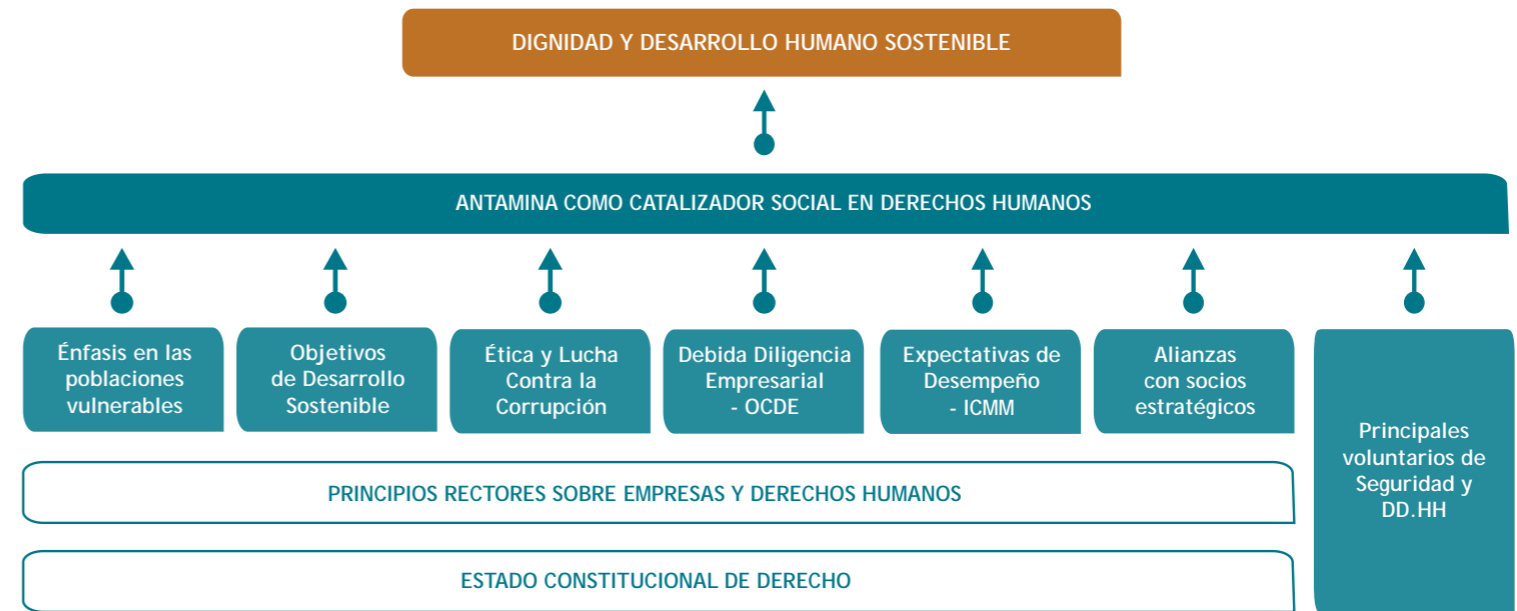 DIGNIDAD Y DESARROLLO HUMANO SOSTENIBLE
ANTAMINA COMO CATALIZADOR SOCIAL EN DERECHOS HUMANOS
Énfasis en las
poblaciones
vulnerables
Objetivos
de Desarrollo
Sostenible
Ética y Lucha
Contra la
Corrupción
Debida Diligencia
Empresarial
- OCDE
Expectativas de
Desempeño
- ICMM
Alianzas
con socios
estratégicos
Principales
voluntarios de
Seguridad y
DD.HH
PRINCIPIOS RECTORES SOBRE EMPRESAS Y DERECHOS HUMANOS
ESTADO CONSTITUCIONAL DE DERECHO